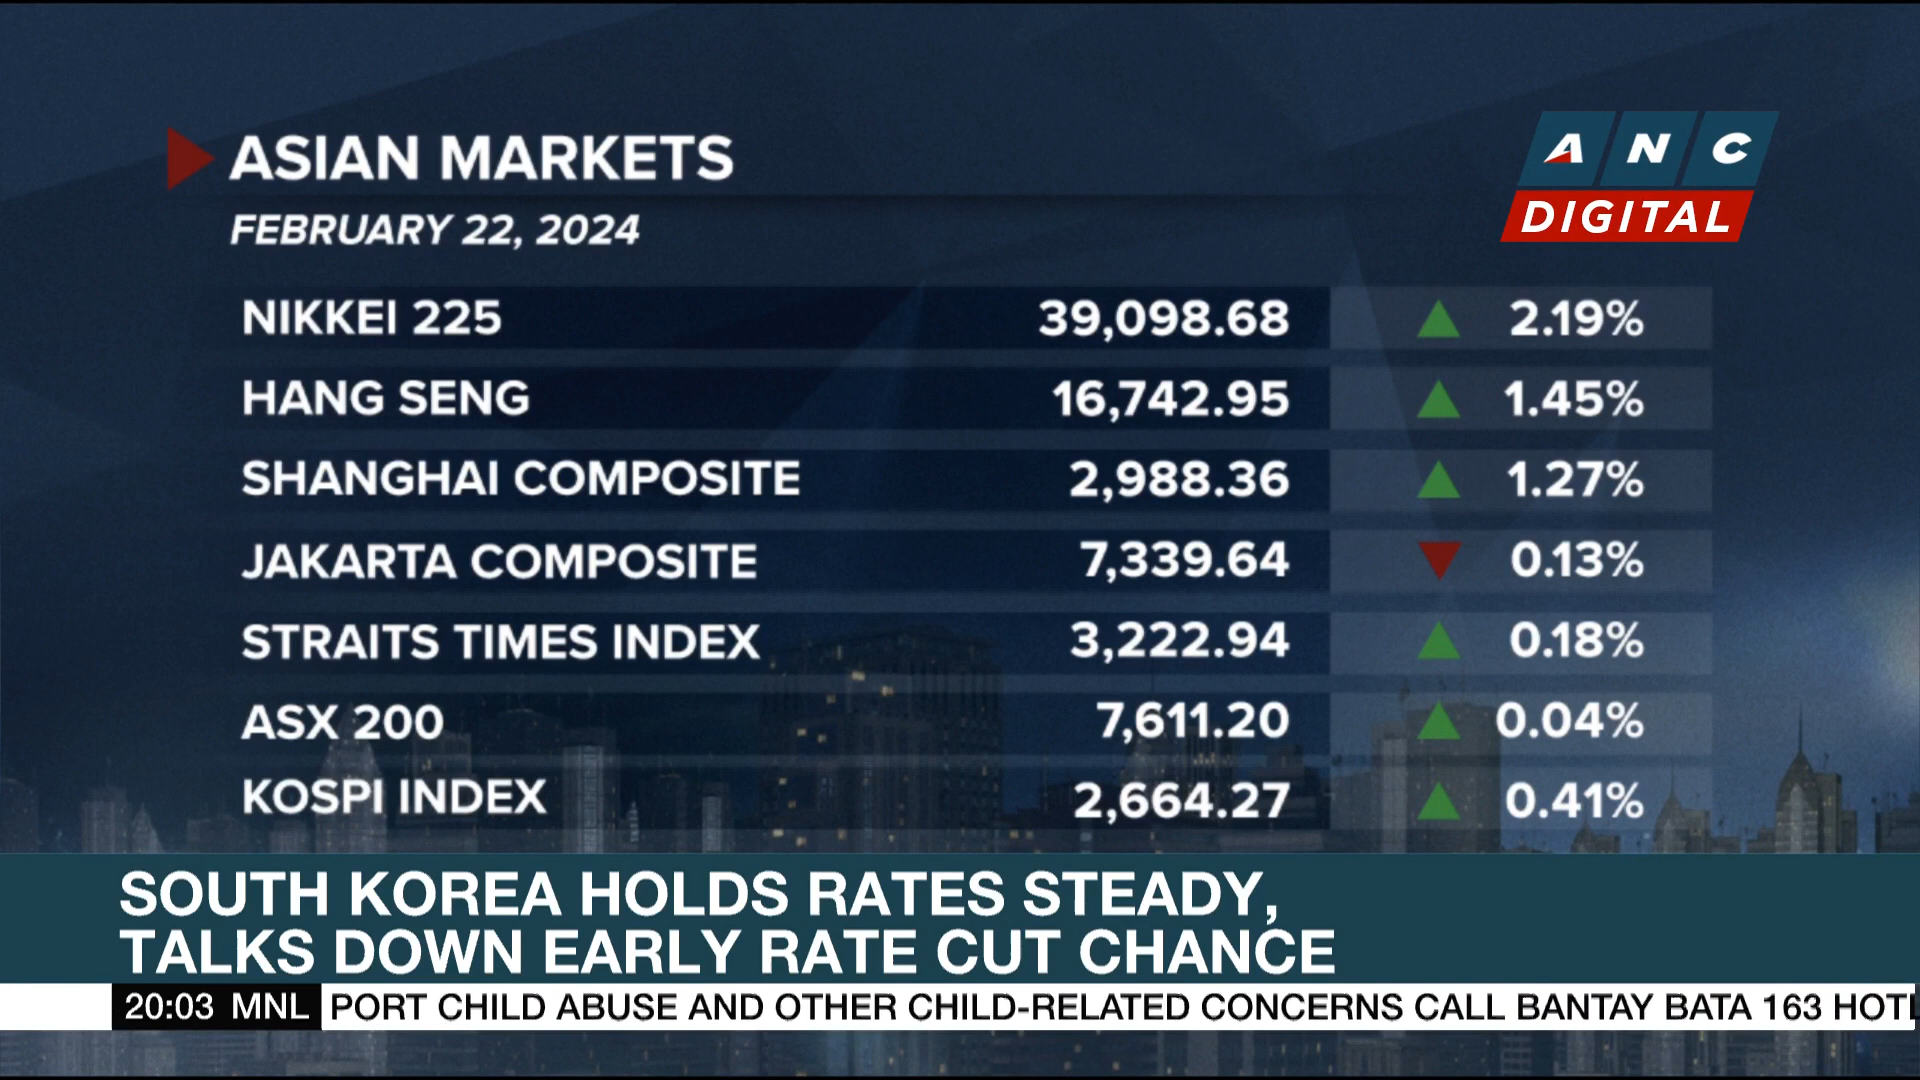 ASIAN MARKETS
FEBRUARY 22, 2024
ANC
DIGITAL
NIKKEI 225 39,098.68 2.19%
HANG SENG 16,742.95 1.45%
SHANGHAI COMPOSITE 2,988.36 1.27%
JAKARTA COMPOSITE 7,339.64 0.13%
STRAITS TIMES INDEX 3,222.94 0.18%
ASX 200 7,611.20 0.04%
KOSPI INDEX 2,664.27 0.41%
SOUTH KOREA HOLDS RATES STEADY,
TALKS DOWN EARLY RATE CUT CHANCE
20:03 MNL PORT CHILD ABUSE AND OTHER CHILD-RELATED CONCERNS CALL BANTAY BATA 163 HOTL